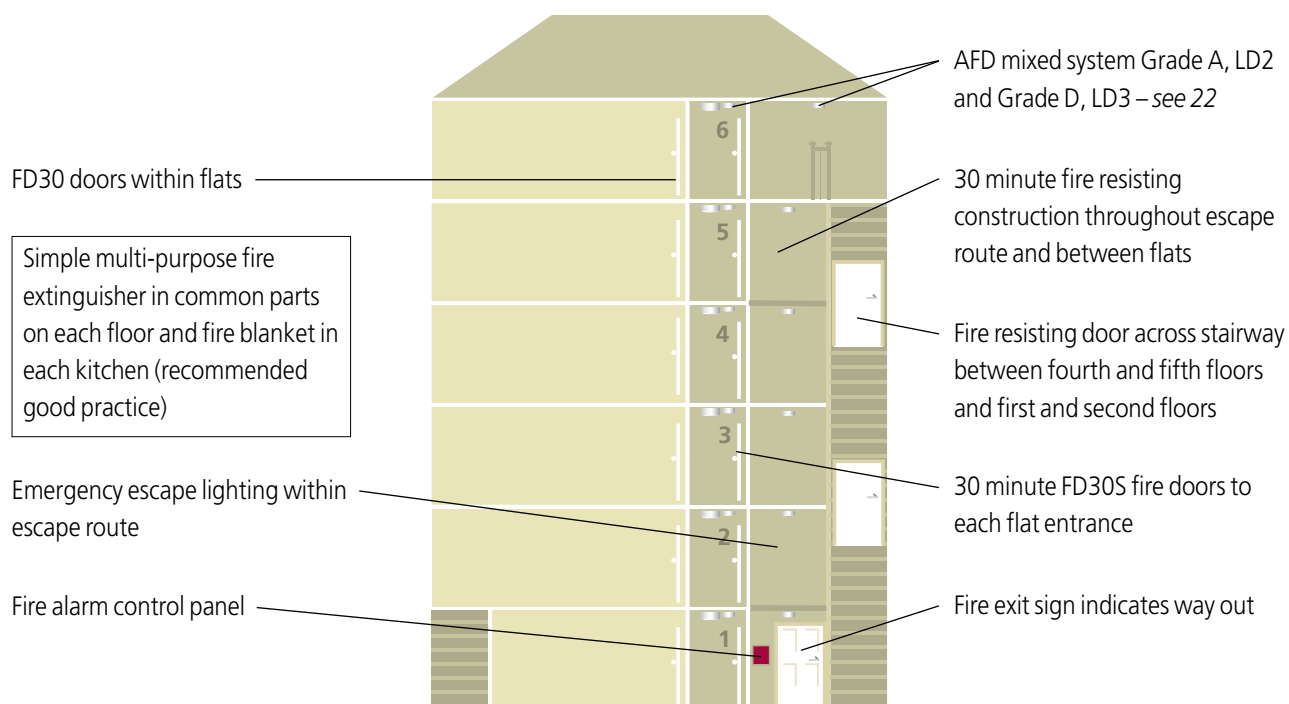 FD30 doors within flats
Simple multi-purpose fire
extinguisher in common parts
on each floor and fire blanket in
each kitchen (recommended
good practice)
Emergency escape lighting within
escape route
Fire alarm control panel
6
5
4
3
2
1
AFD mixed system Grade A, LD2
and Grade D, LD3 – see 22
30 minute fire resisting
construction throughout escape
route and between flats
Fire resisting door across stairway
between fourth and fifth floors
and first and second floors
30 minute FD30S fire doors to
each flat entrance
Fire exit sign indicates way out